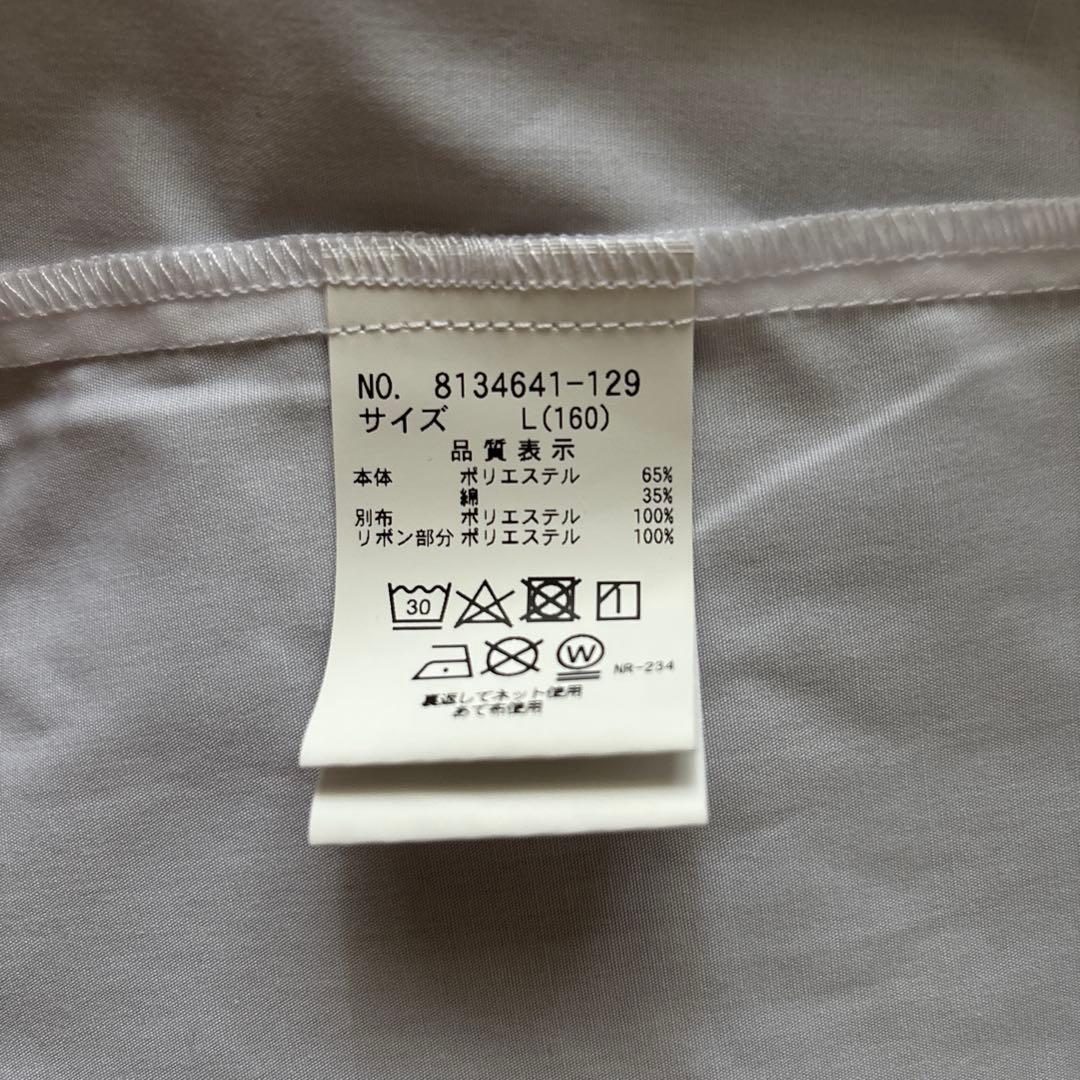 NO. 8134641-129
サイズ L(160)
品質表示
本体 ポリエステル 65%
綿 35%
別布 ポリエステル 100%
リボン部分 ポリエステル 100%
30
W NR-234
裏返してネット使用
あて布使用